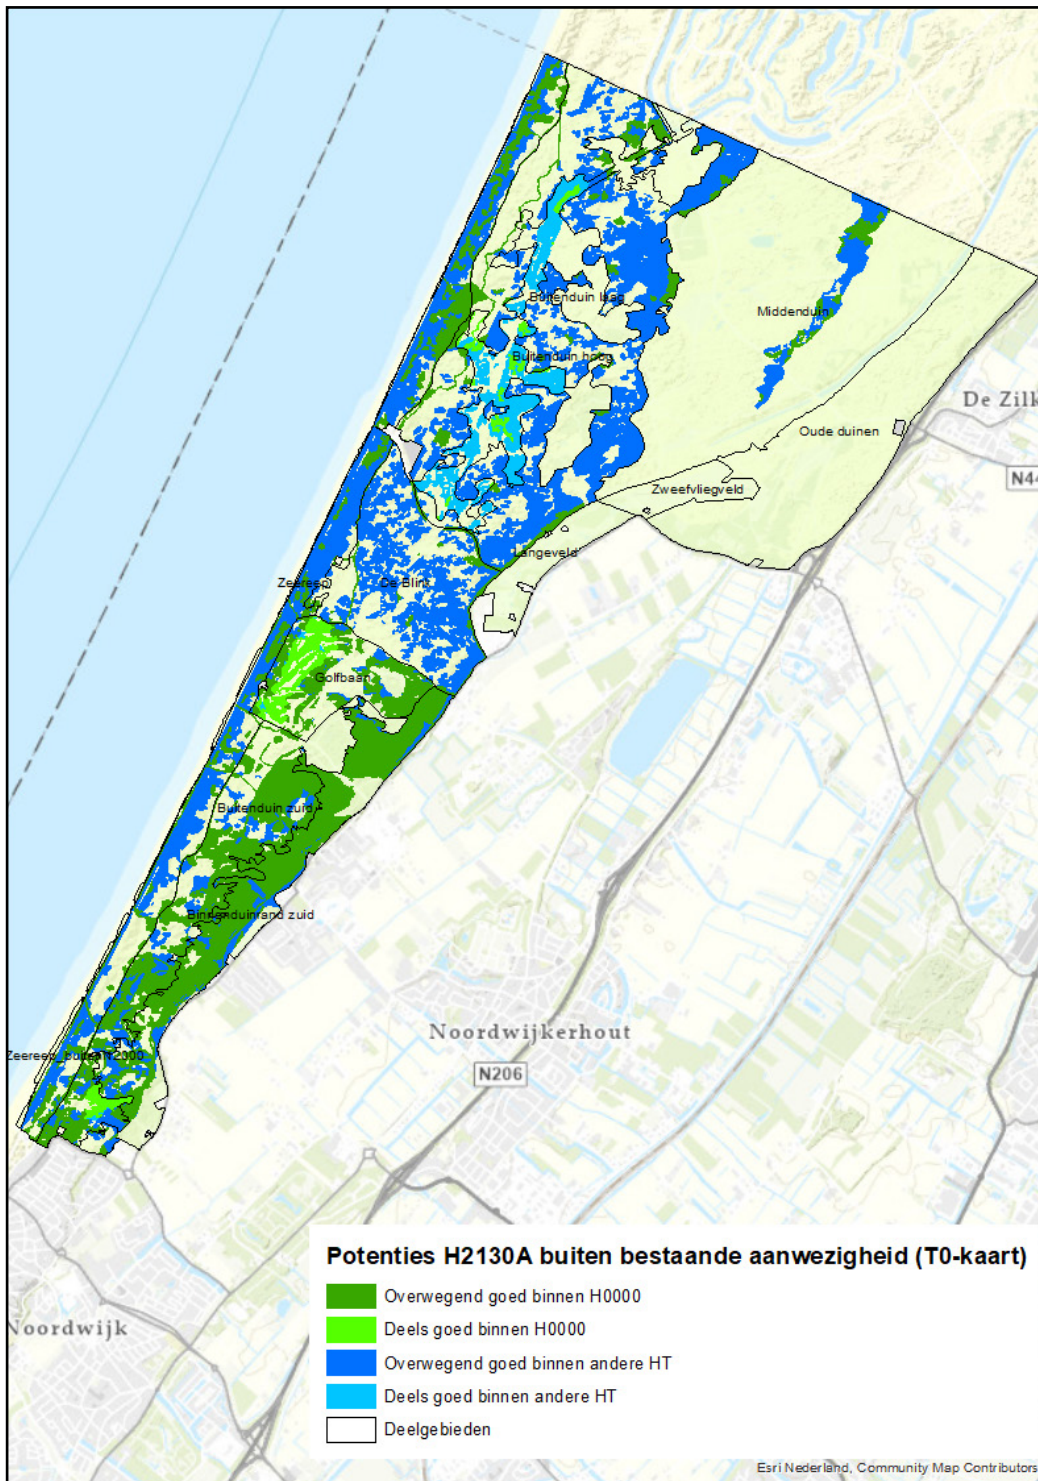 Buitenduin laag
Middenduin
Buitenduin hoog
De Zilk
Oude duinen
N44
Zweefvliegveld
Langeveld
Zeereep
De Blink
Golfbaan
Buitenduin zuid
Binnenduinrand zuid
Noordwijkerhout
Zeereep_buiten
N206
Noordwijk
Potenties H2130A buiten bestaande aanwezigheid (T0-kaart)
Overwegend goed binnen H0000
Deels goed binnen H0000
Overwegend goed binnen andere HT
Deels goed binnen andere HT
Deelgebieden
Esri Nederland, Community Map Contributors